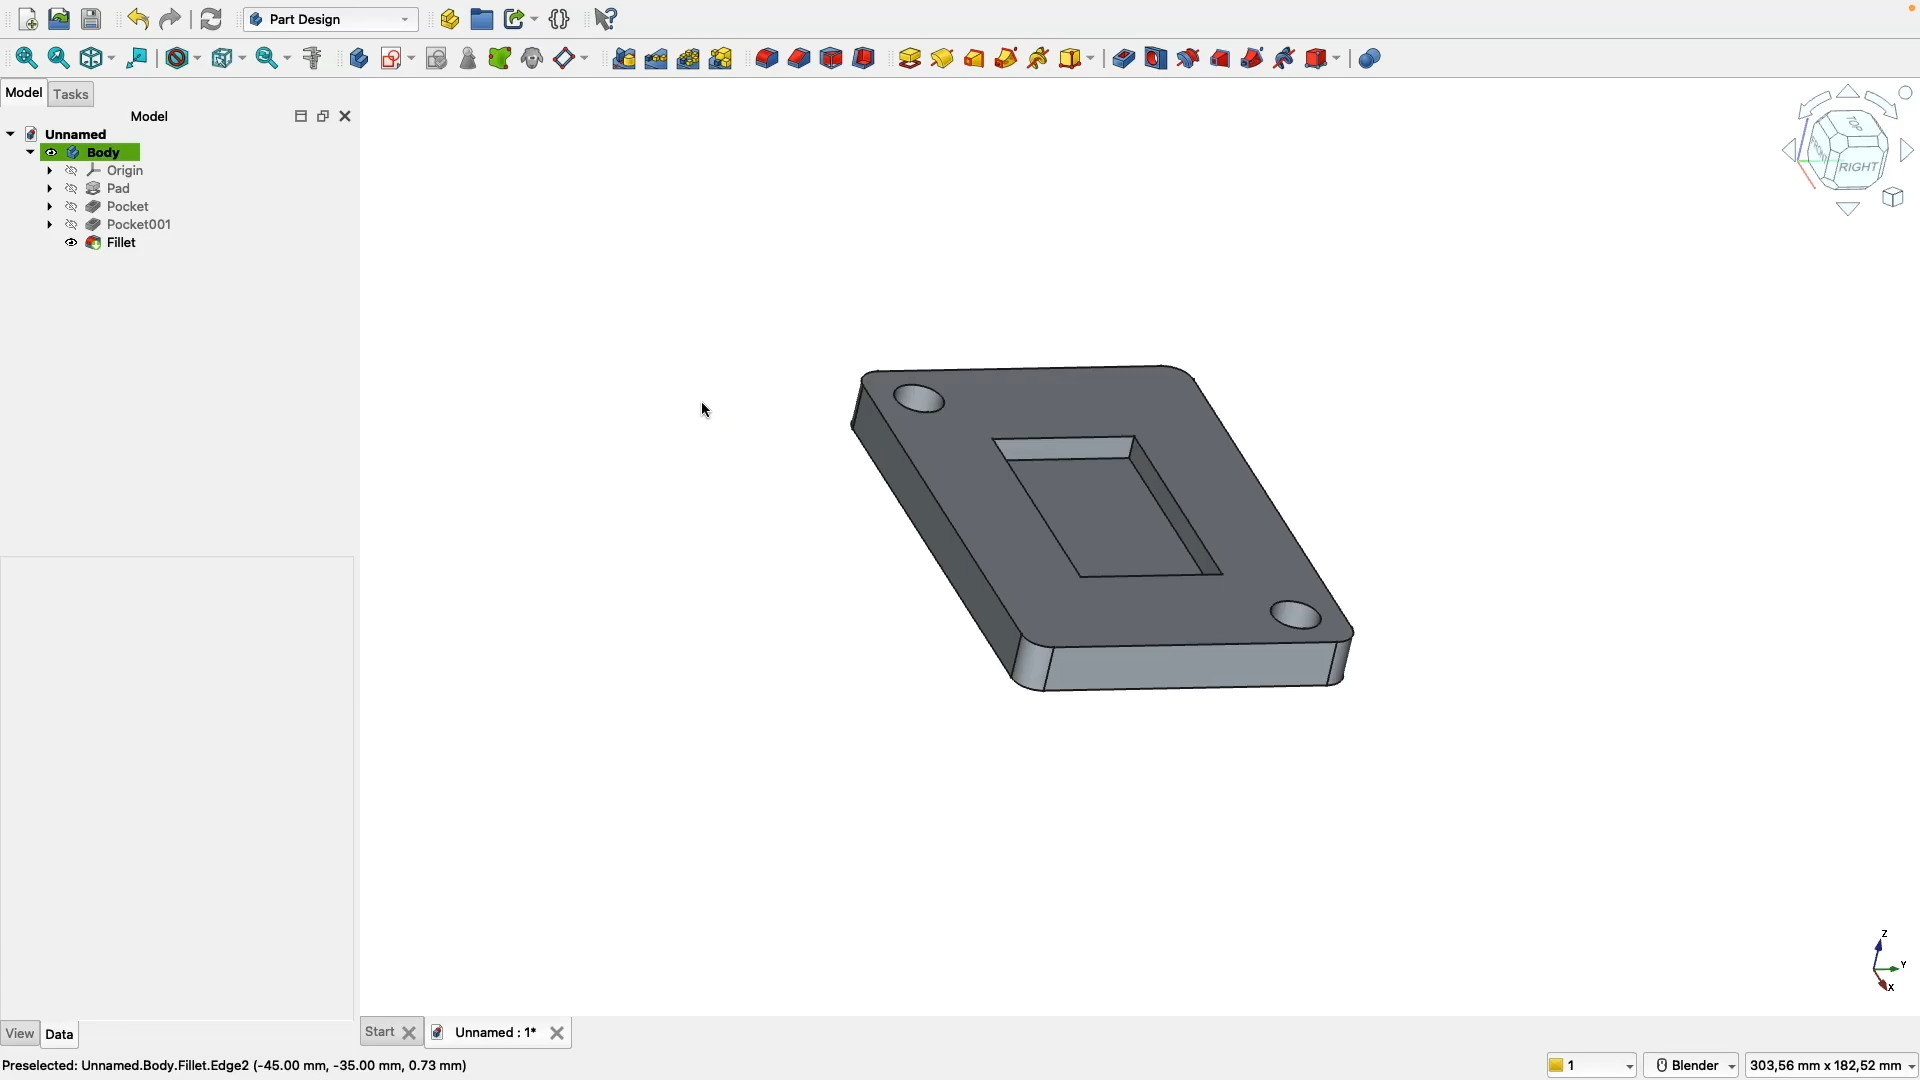 Part Design
Model
Tasks
Model
Unnamed
Body
Origin
Pad
Pocket
Pocket001
Fillet
TOP
FRONT
RIGHT
Z
Y
X
View
Data
Start
Unnamed : 1*
Preselected: Unnamed.Body.Fillet.Edge2 (-45.00 mm, -35.00 mm, 0.73 mm)
1
Blender
303,56 mm x 182,52 mm